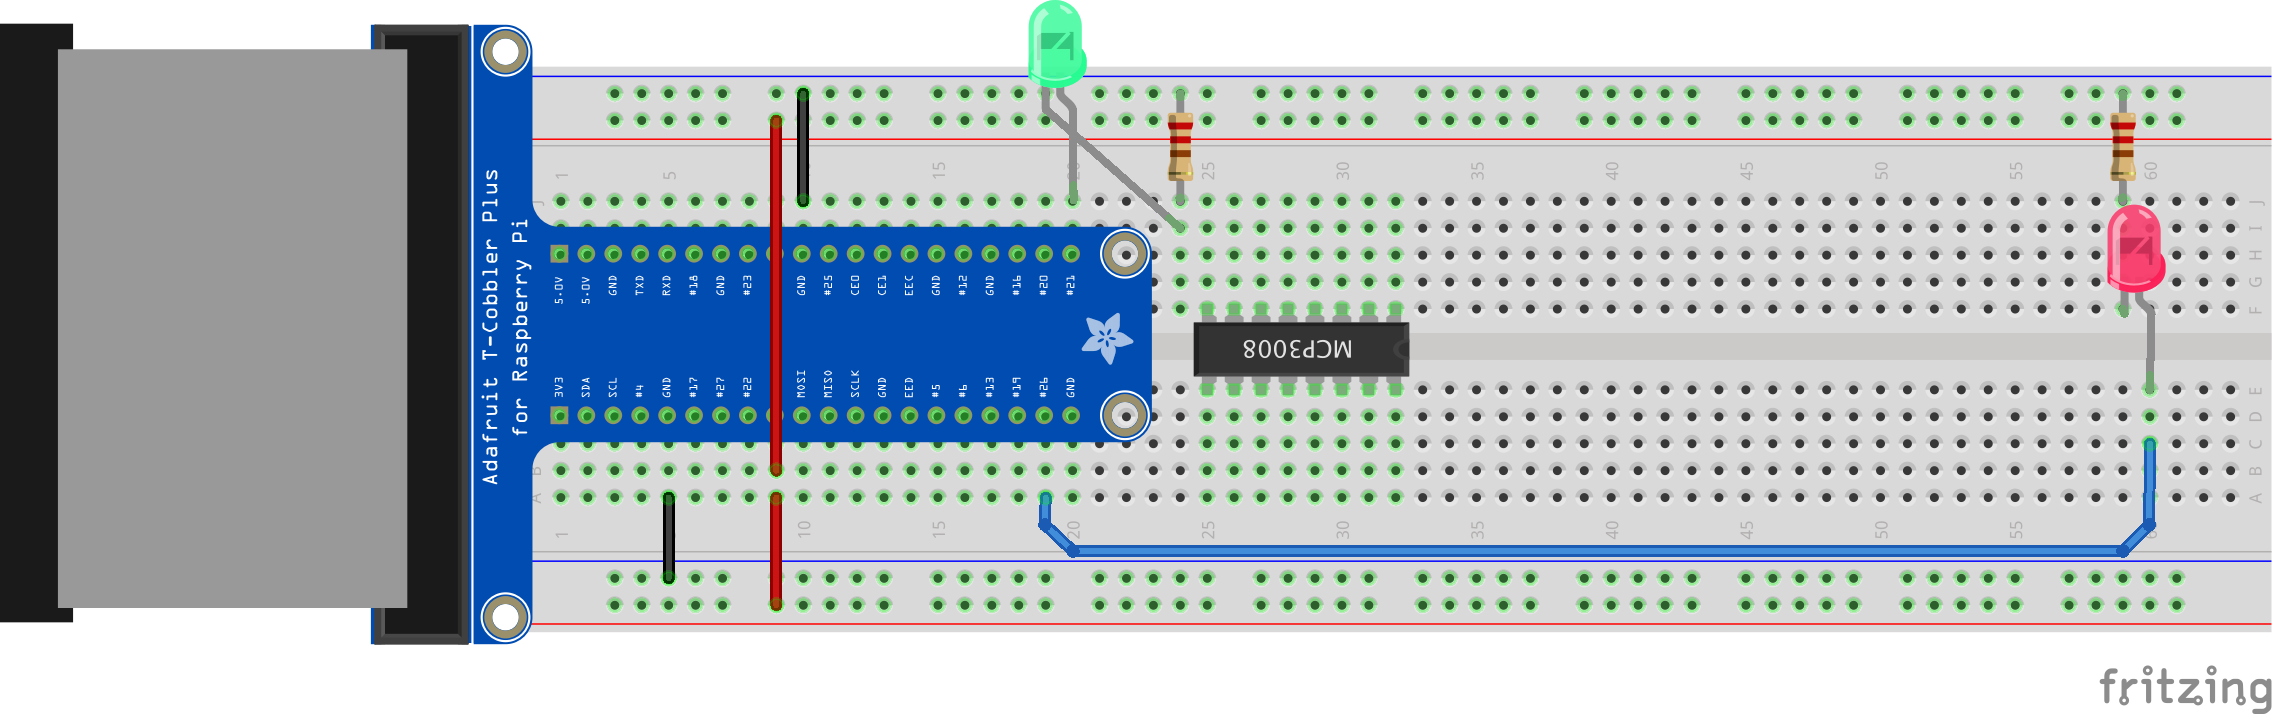 Adafruit T-Cobbler Plus
for Raspberry Pi
1 5 15 20 25 30 35 40 45 50 55 60
J J
I
H
G
F
5.0V 5.0V GND TXD RXD #18 GND #23 GND #25 CE0 CE1 EEC GND #12 GND #16 #20 #21
MCP3008
3V3 SDA SCL #4 GND #17 #27 #22 MOSI MISO SCLK GND EED #5 #6 #13 #19 #26 GND
E
D
C
B B
A A
1 10 15 20 25 30 35 40 45 50 55 60
fritzing